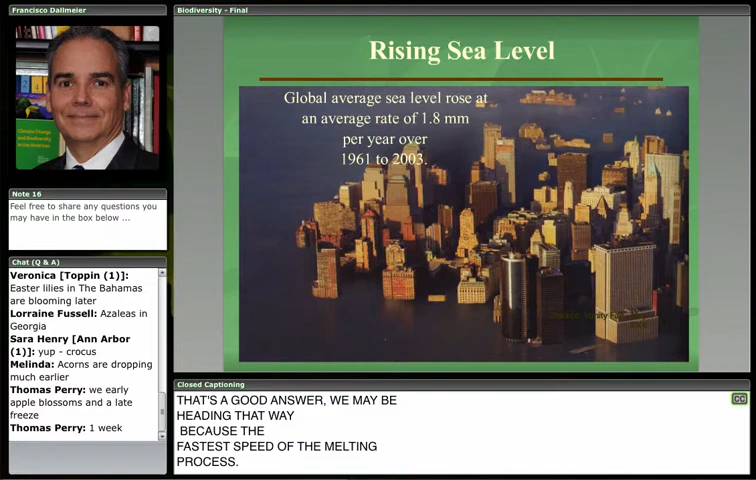 Francisco Dallmeier
Biodiversity - Final
Rising Sea Level
Global average sea level rose at
an average rate of 1.8 mm
per year over
1961 to 2003.
Note 16
Feel free to share any questions you
may have in the box below ...
Chat (Q & A)
Veronica [Toppin (1)]:
Easter lilies in The Bahamas
are blooming later
Lorraine Fussell: Azaleas in
Georgia
Sara Henry [Ann Arbor
(1)]: yup - crocus
Melinda: Acorns are dropping
much earlier
Thomas Perry: we early
apple blossoms and a late
freeze
Thomas Perry: 1 week
Closed Captioning
THAT'S A GOOD ANSWER, WE MAY BE
HEADING THAT WAY
BECAUSE THE
FASTEST SPEED OF THE MELTING
PROCESS.
CC